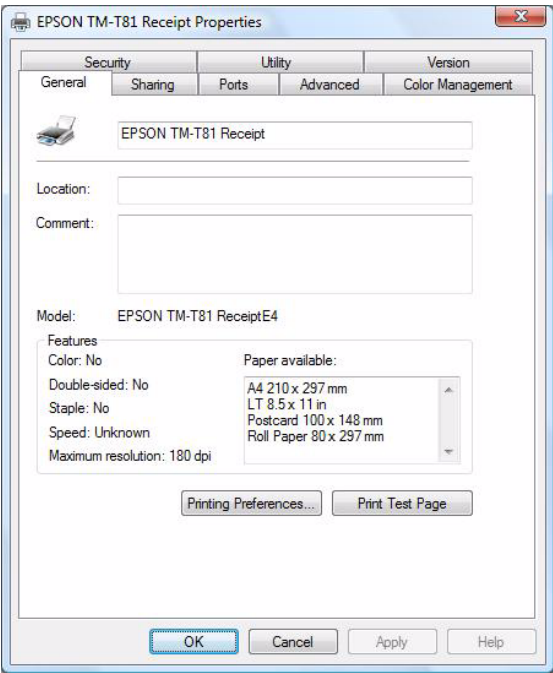 EPSON TM-T81 Receipt Properties
Security Utility Version
General Sharing Ports Advanced Color Management
EPSON TM-T81 Receipt
Location:
Comment:
Model: EPSON TM-T81 ReceiptE4
Features
Color: No
Double-sided: No
Staple: No
Speed: Unknown
Maximum resolution: 180 dpi
Paper available:
A4 210 x 297 mm
LT 8.5 x 11 in
Postcard 100 x 148 mm
Roll Paper 80 x 297 mm
Printing Preferences... Print Test Page
OK Cancel Apply Help